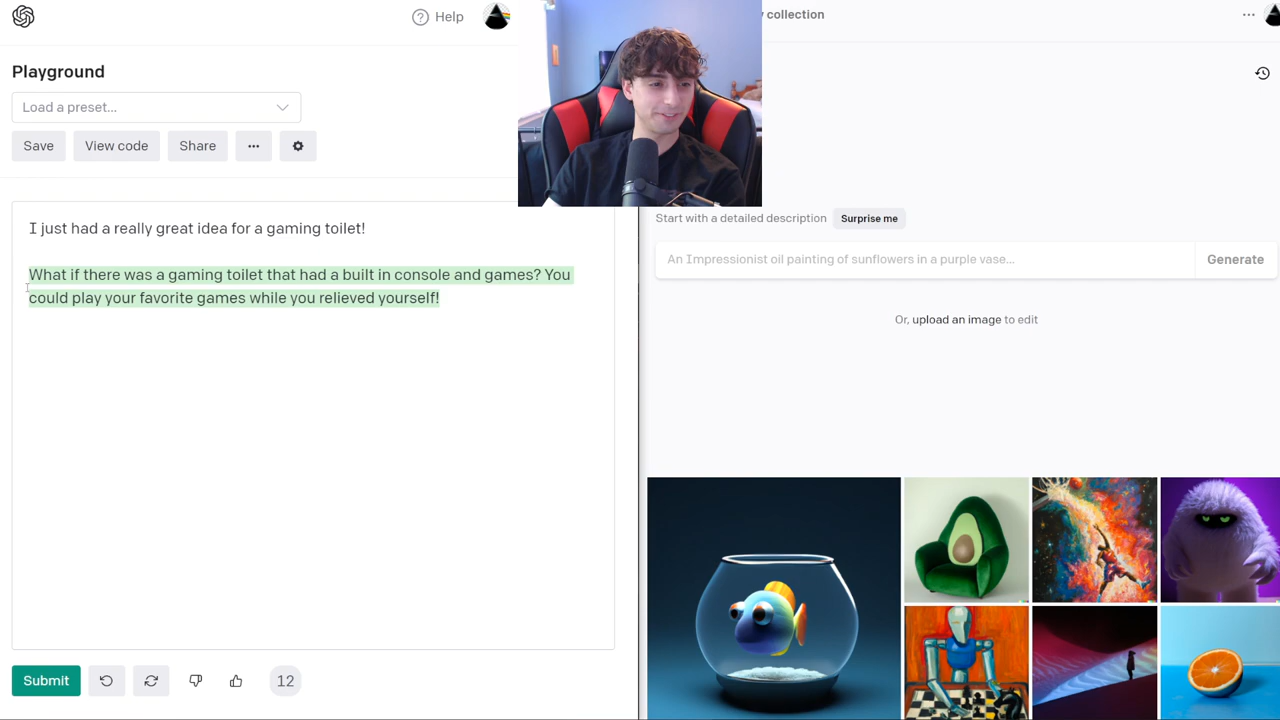 Help
Playground
Load a preset...
Save
View code
Share
I just had a really great idea for a gaming toilet!
What if there was a gaming toilet that had a built in console and games? You
could play your favorite games while you relieved yourself!
Submit
12
collection
Start with a detailed description
Surprise me
An Impressionist oil painting of sunflowers in a purple vase...
Generate
Or, upload an image to edit